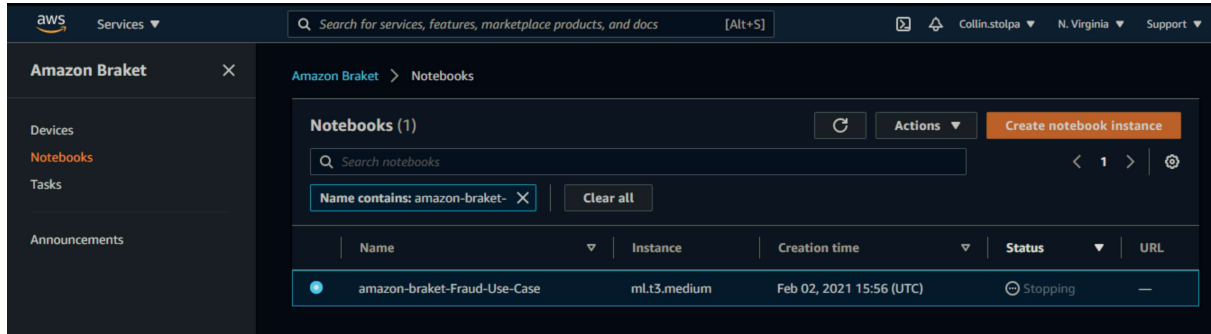 aws Services ▼ Search for services, features, marketplace products, and docs [Alt+S] Collin.stolpa ▼ N. Virginia ▼ Support ▼
Amazon Braket ×
Devices
Notebooks
Tasks
Announcements
Amazon Braket > Notebooks
Notebooks (1) Actions ▼ Create notebook instance
Search notebooks < 1 >
Name contains: amazon-braket- × Clear all
Name Instance Creation time Status ▼ URL
amazon-braket-Fraud-Use-Case ml.t3.medium Feb 02, 2021 15:56 (UTC) Stopping —